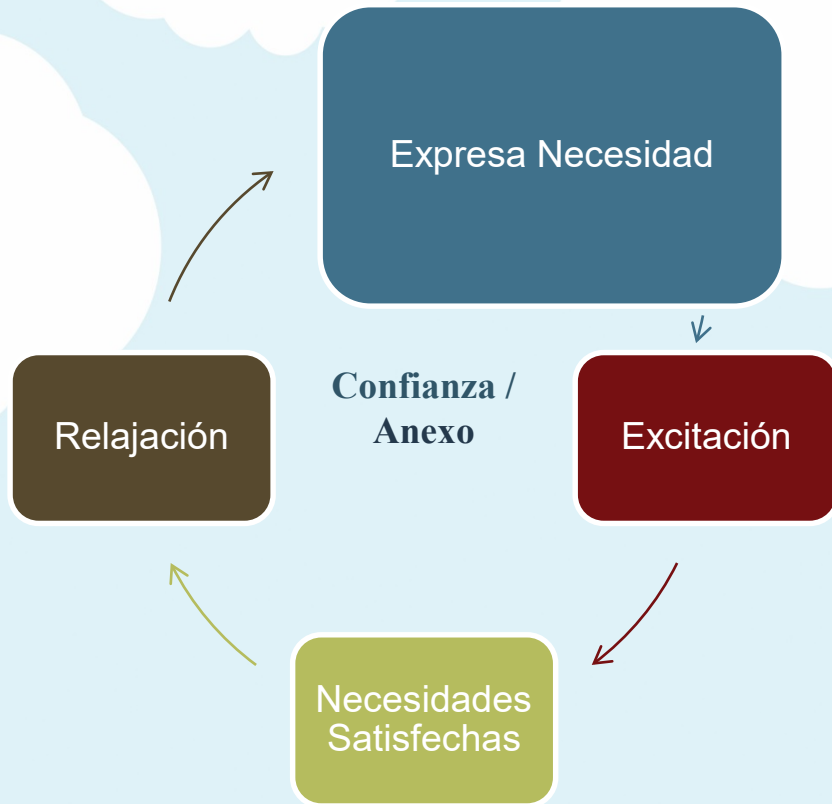 Expresa Necesidad
Confianza /
Anexo
Relajación
Excitación
Necesidades
Satisfechas